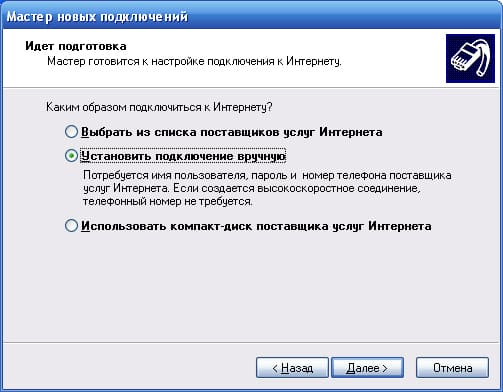 Мастер новых подключений
Идет подготовка
Мастер готовится к настройке подключения к Интернету.
Каким образом подключиться к Интернету?
Выбрать из списка поставщиков услуг Интернета
Установить подключение вручную
Потребуется имя пользователя, пароль и номер телефона поставщика
услуг Интернета. Если создается высокоскоростное соединение,
телефонный номер не требуется.
Использовать компакт-диск поставщика услуг Интернета
< Назад
Далее >
Отмена